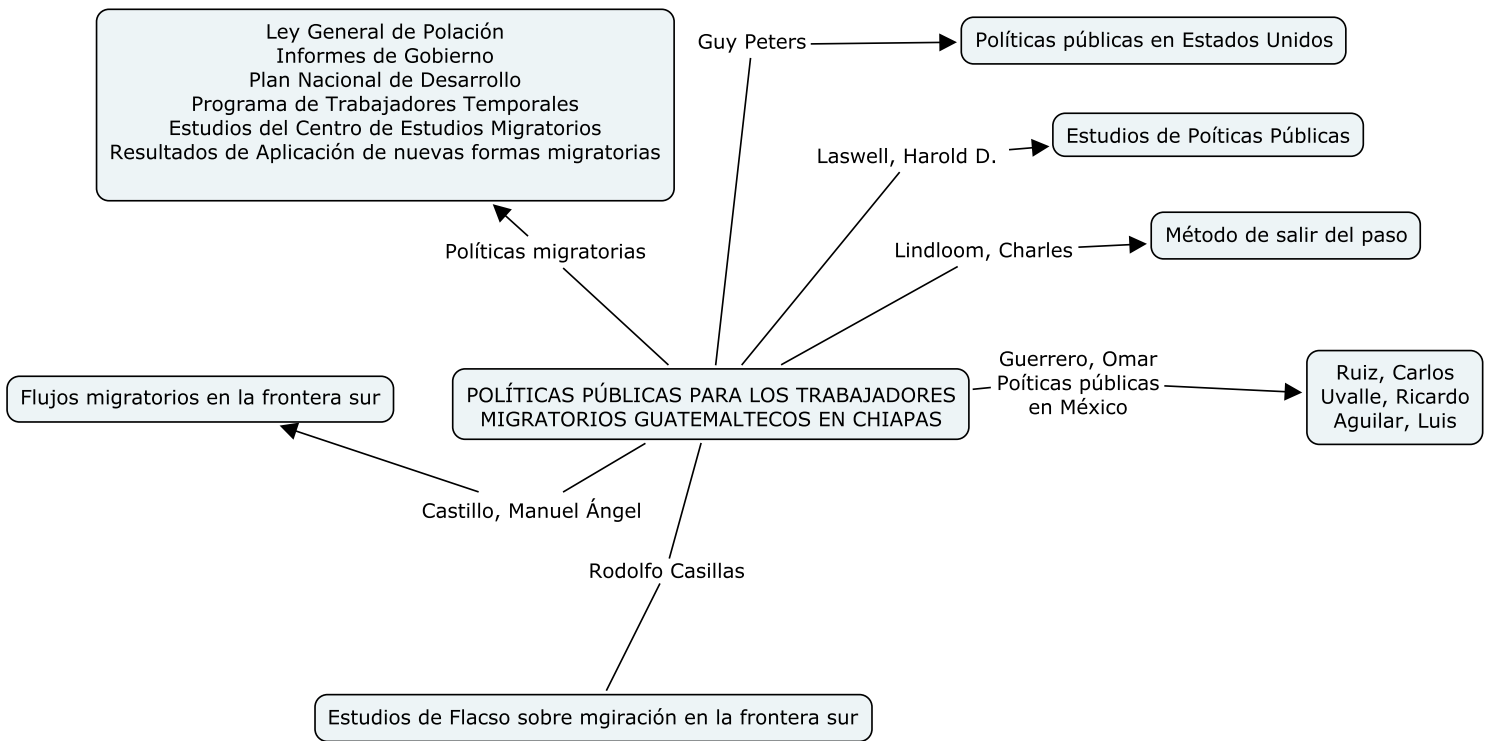 Ley General de Polación
Informes de Gobierno
Plan Nacional de Desarrollo
Programa de Trabajadores Temporales
Estudios del Centro de Estudios Migratorios
Resultados de Aplicación de nuevas formas migratorias
Guy Peters
Políticas públicas en Estados Unidos
Laswell, Harold D.
Estudios de Poíticas Públicas
Políticas migratorias
Lindloom, Charles
Método de salir del paso
Flujos migratorios en la frontera sur
POLÍTICAS PÚBLICAS PARA LOS TRABAJADORES
MIGRATORIOS GUATEMALTECOS EN CHIAPAS
Guerrero, Omar
Poíticas públicas
en México
Ruiz, Carlos
Uvalle, Ricardo
Aguilar, Luis
Castillo, Manuel Ángel
Rodolfo Casillas
Estudios de Flacso sobre mgiración en la frontera sur